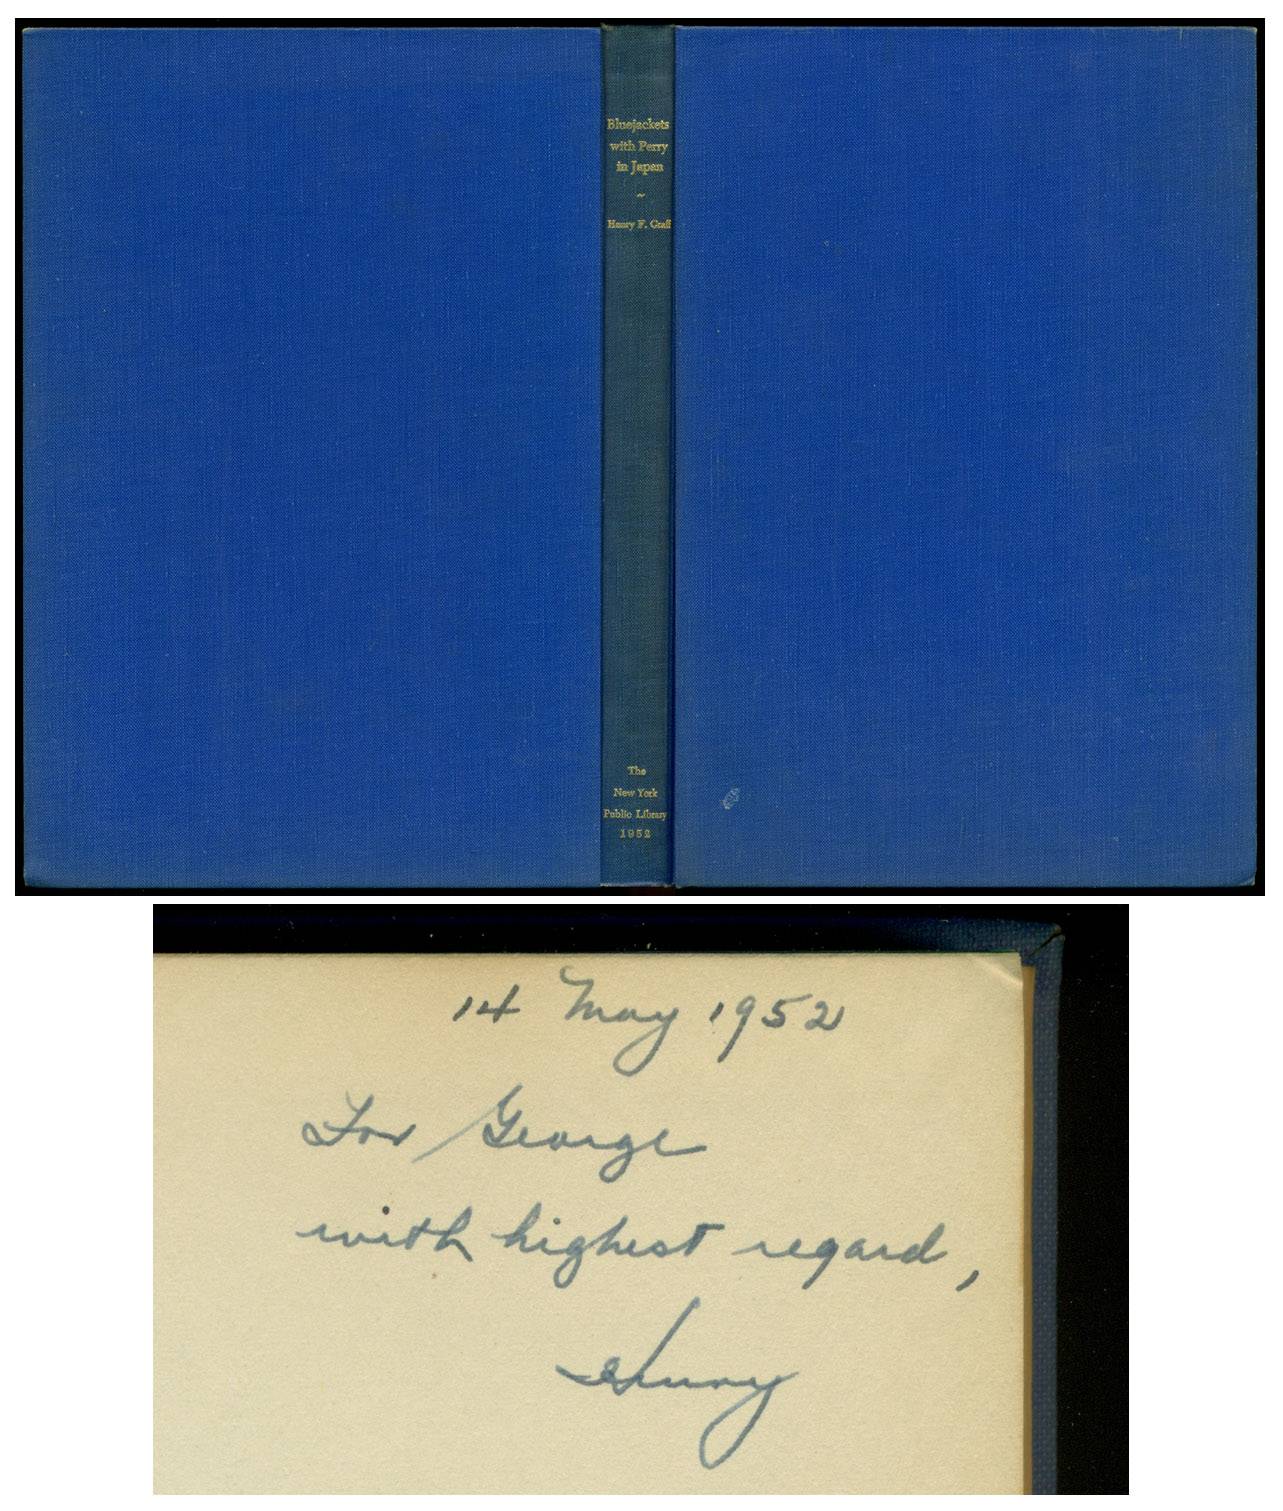 Bluejackets
with Perry
in Japan
~
Henry F. Graff
The
New York
Public Library
1952
14 May 1952
For George
with highest regard,
Henry